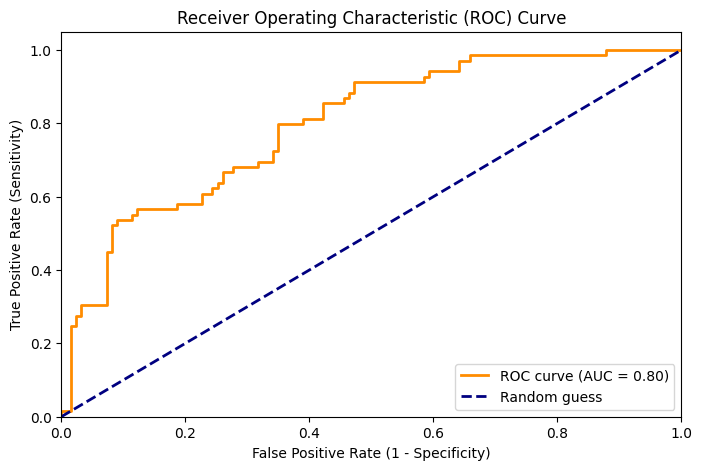 Receiver Operating Characteristic (ROC) Curve
True Positive Rate (Sensitivity)
1.0
0.8
0.6
0.4
0.2
0.0
ROC curve (AUC = 0.80)
Random guess
0.0 0.2 0.4 0.6 0.8 1.0
False Positive Rate (1 - Specificity)